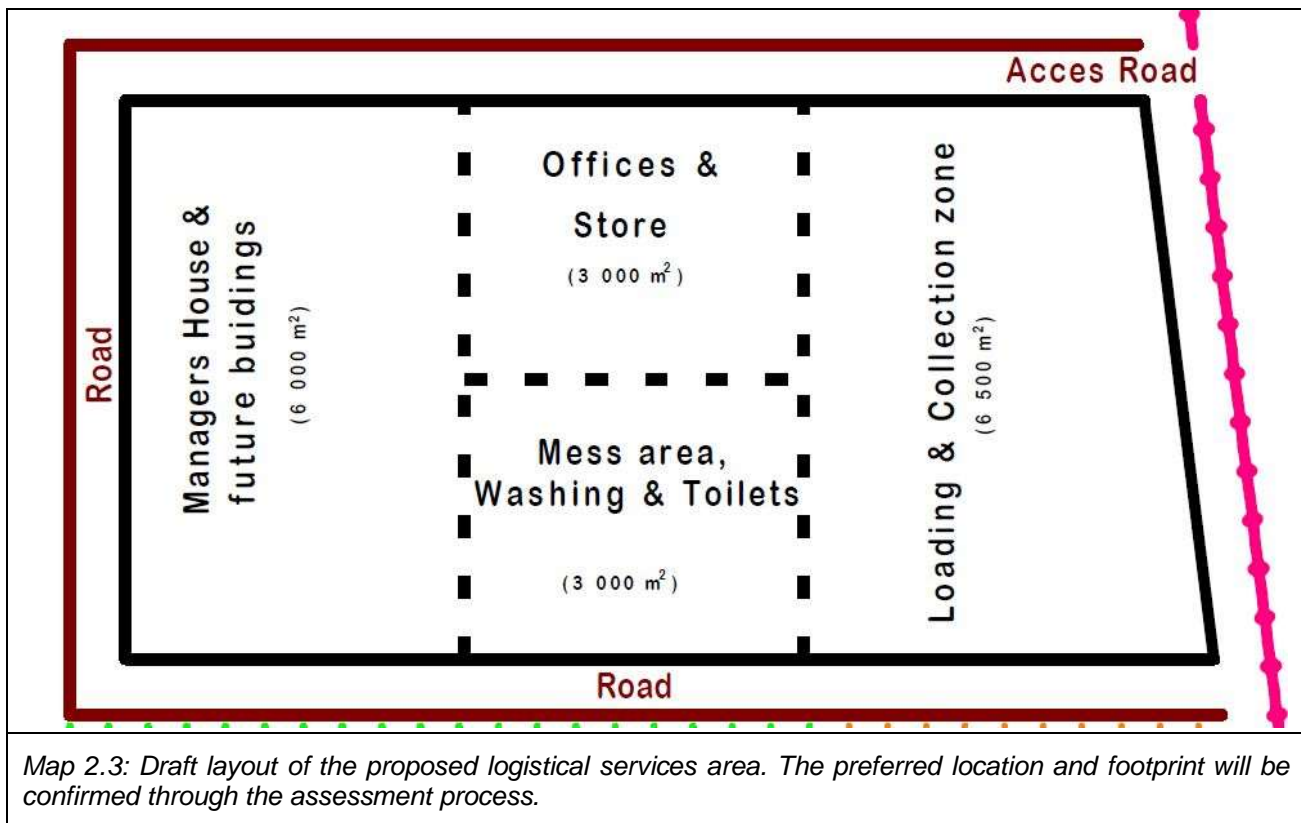 Acces Road
Road
Managers House &
future buidings
(6 000 m²)
Offices &
Store
(3 000 m²)
Mess area,
Washing & Toilets
(3 000 m²)
Loading & Collection zone
(6 500 m²)
Road
Map 2.3: Draft layout of the proposed logistical services area. The preferred location and footprint will be
confirmed through the assessment process.